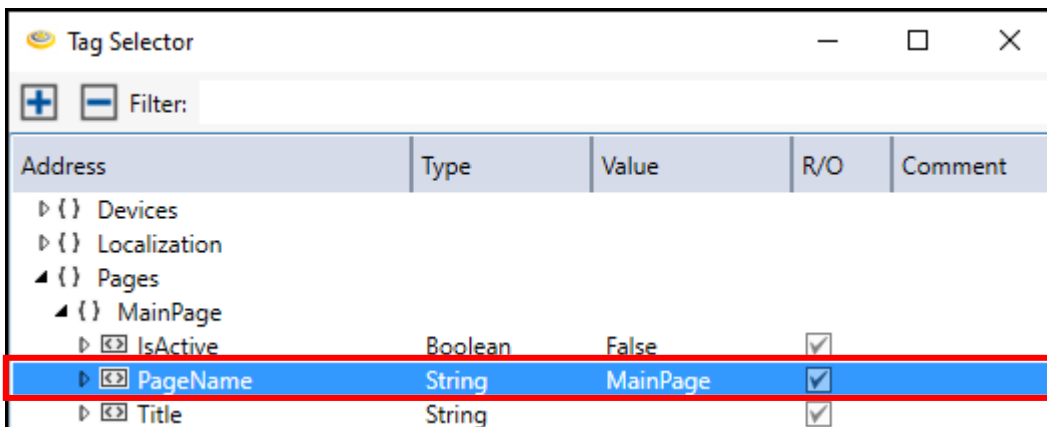 Tag Selector
Filter:
Address Type Value R/O Comment
{} Devices
{} Localization
{} Pages
{} MainPage
IsActive Boolean False
PageName String MainPage
Title String